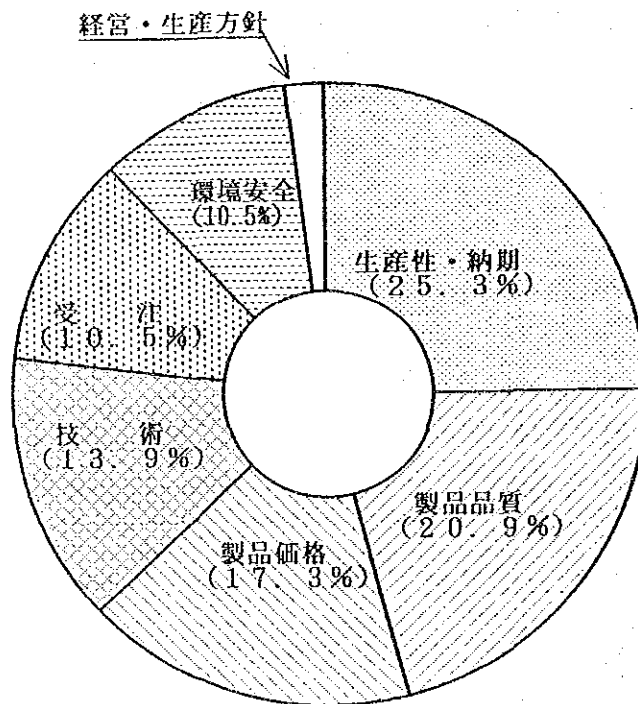 経営・生産方針
環境安全
(10.5%)
生産性・納期
(25.3%)
受 注
(10.5%)
技 術
(13.9%)
製品品質
(20.9%)
製品価格
(17.3%)